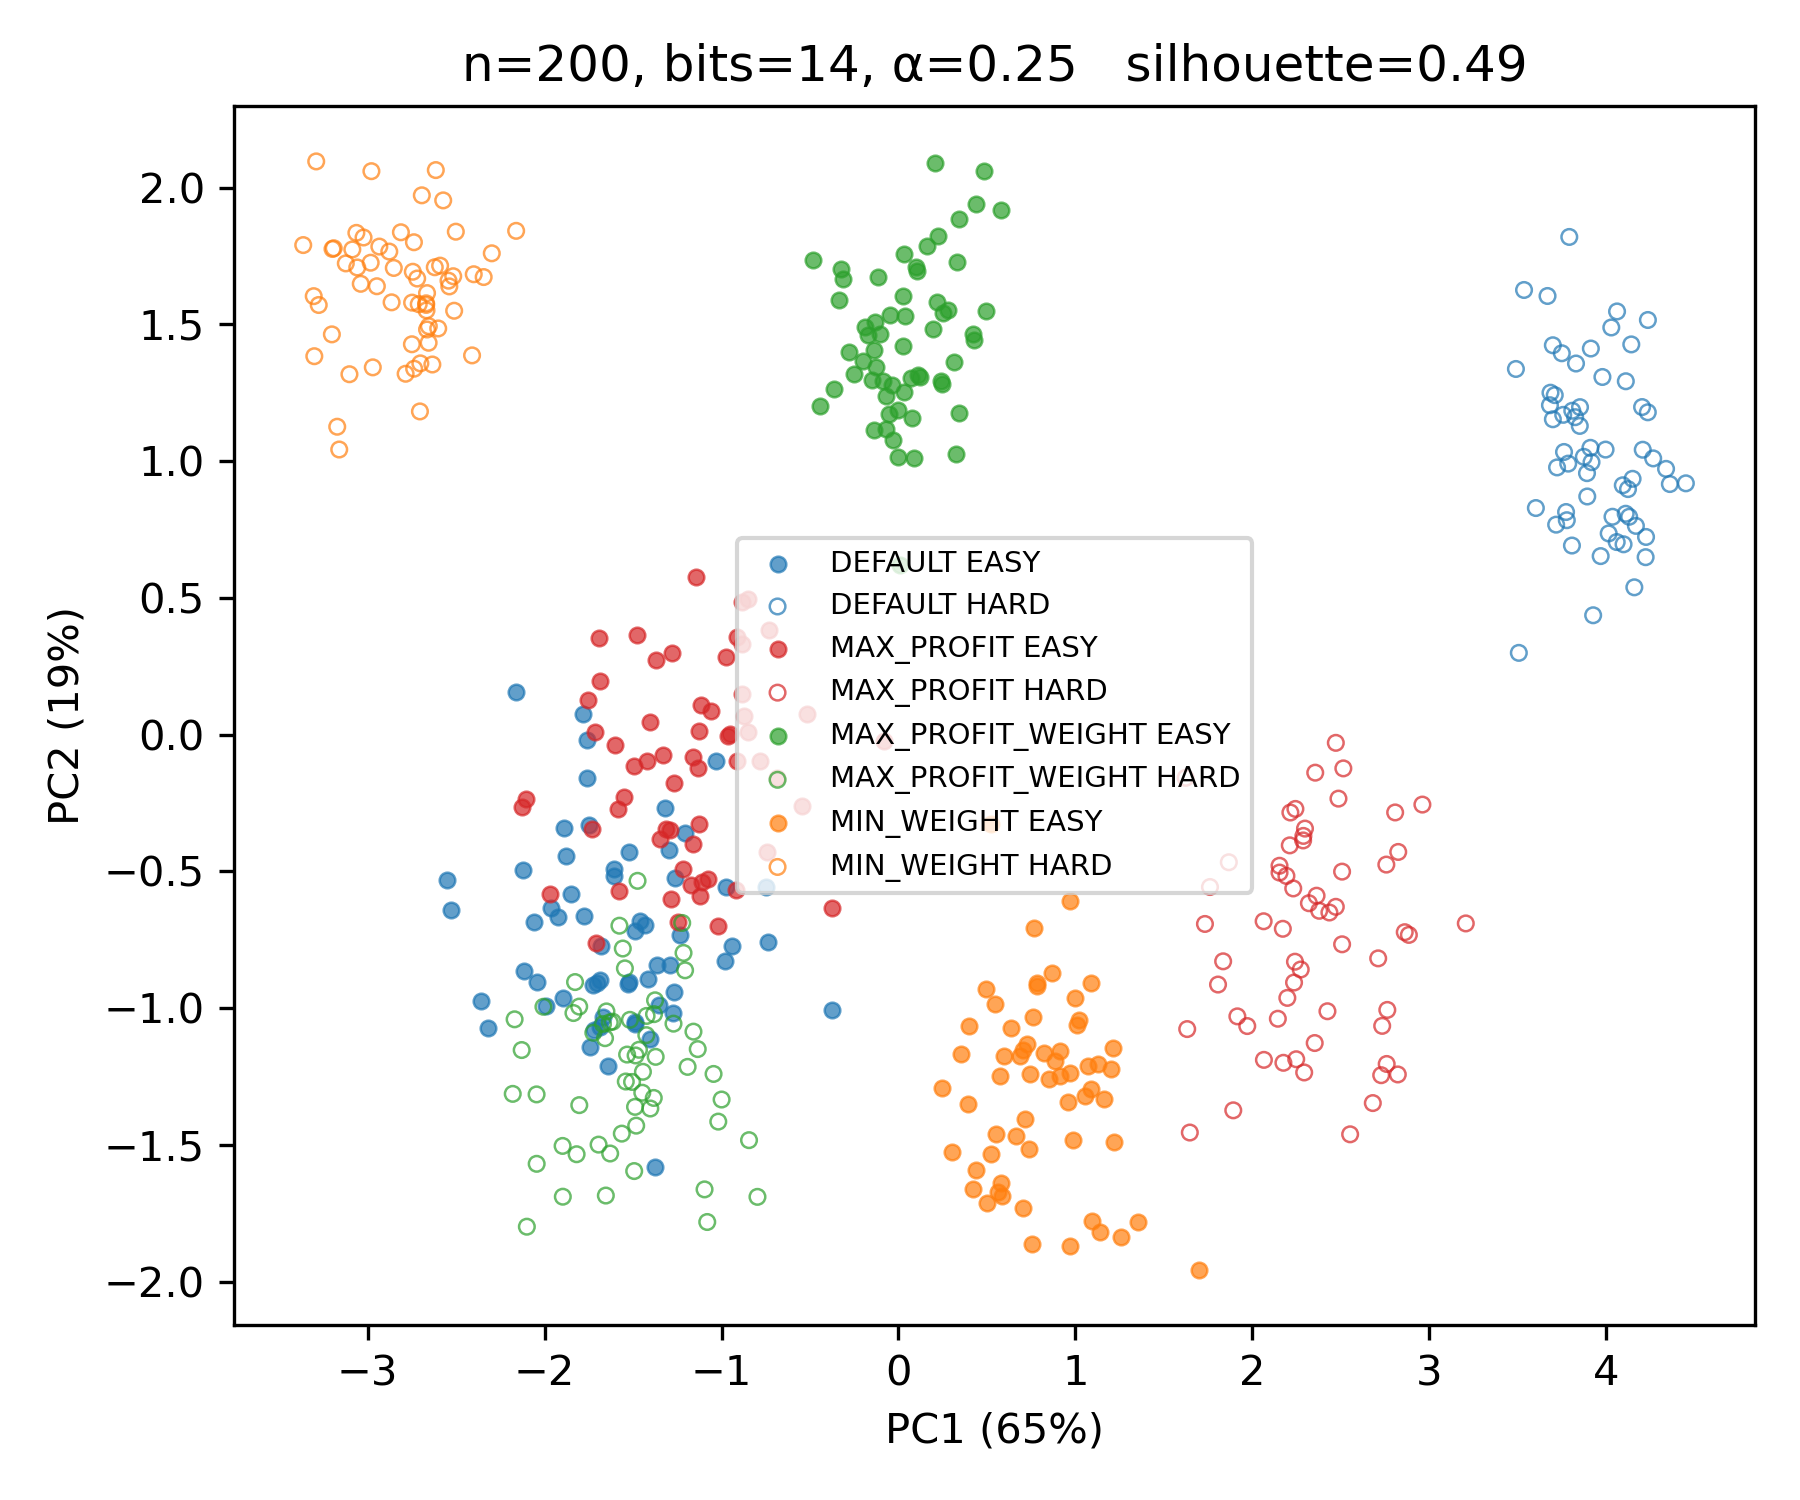 n=200, bits=14, α=0.25   silhouette=0.49
PC2 (19%)
2.0
1.5
1.0
0.5
0.0
−0.5
−1.0
−1.5
−2.0
DEFAULT EASY
DEFAULT HARD
MAX_PROFIT EASY
MAX_PROFIT HARD
MAX_PROFIT_WEIGHT EASY
MAX_PROFIT_WEIGHT HARD
MIN_WEIGHT EASY
MIN_WEIGHT HARD
−3 −2 −1 0 1 2 3 4
PC1 (65%)